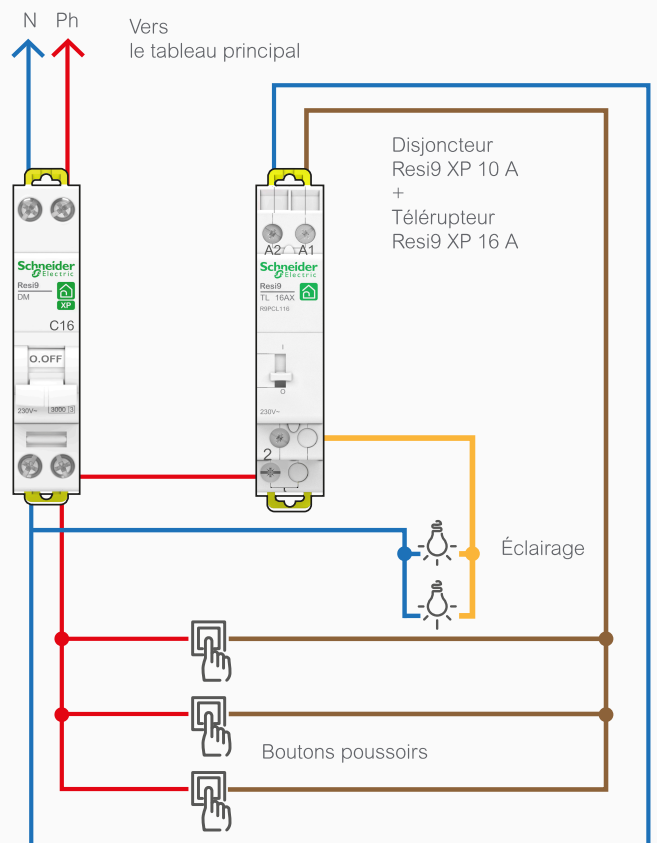 N Ph
Vers
le tableau principal
Disjoncteur
Resi9 XP 10 A
+
Télérupteur
Resi9 XP 16 A
Schneider
Electric
Resi9
DM
XP
C16
O.OFF
230V~ 3000 3
A2 A1
Schneider
Electric
Resi9
TL 16AX
R9PCL116
I
O
230V~
2
Éclairage
Boutons poussoirs